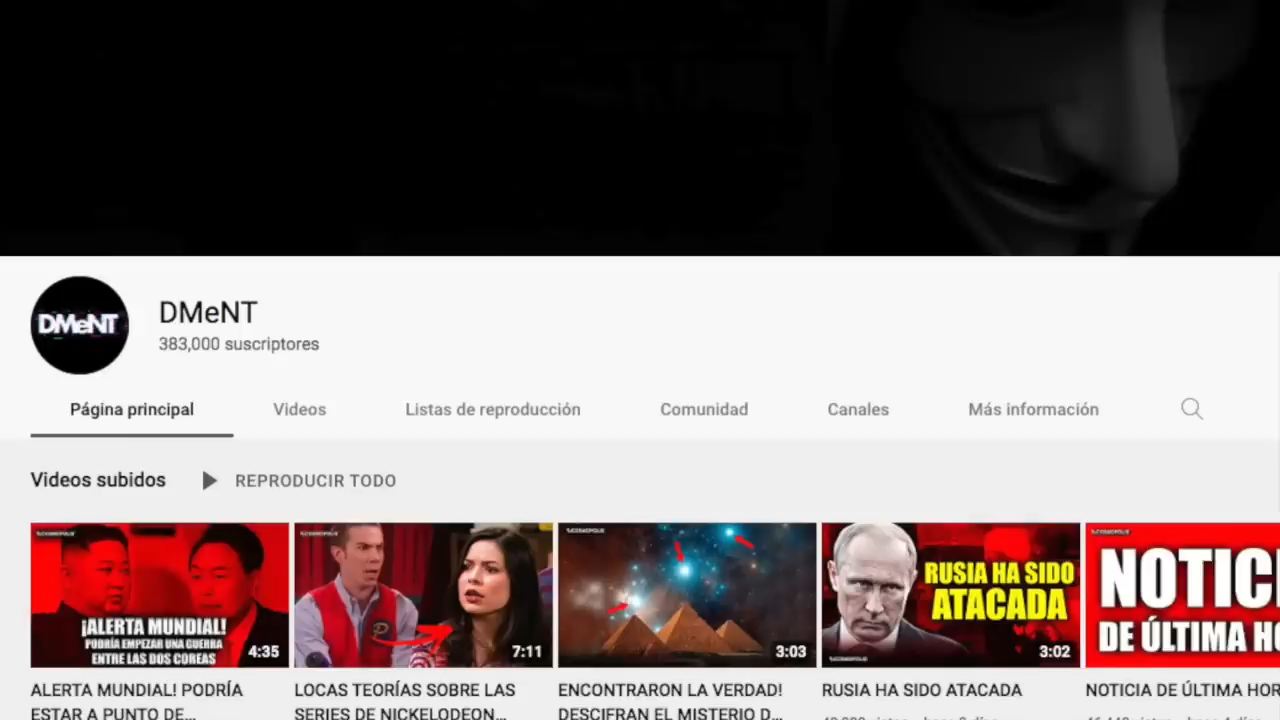 DMeNT
DMeNT
383,000 suscriptores
Página principal
Videos
Listas de reproducción
Comunidad
Canales
Más información
Videos subidos
REPRODUCIR TODO
¡ALERTA MUNDIAL!
PODRÍA EMPEZAR UNA GUERRA
ENTRE LAS DOS COREAS
4:35
P
7:11
3:03
RUSIA HA SIDO
ATACADA
3:02
NOTICI
DE ÚLTIMA HO
ALERTA MUNDIAL! PODRÍA
ESTAR A PUNTO DE...
LOCAS TEORÍAS SOBRE LAS
SERIES DE NICKELODEON...
ENCONTRARON LA VERDAD!
DESCIFRAN EL MISTERIO D...
RUSIA HA SIDO ATACADA
NOTICIA DE ÚLTIMA HOR